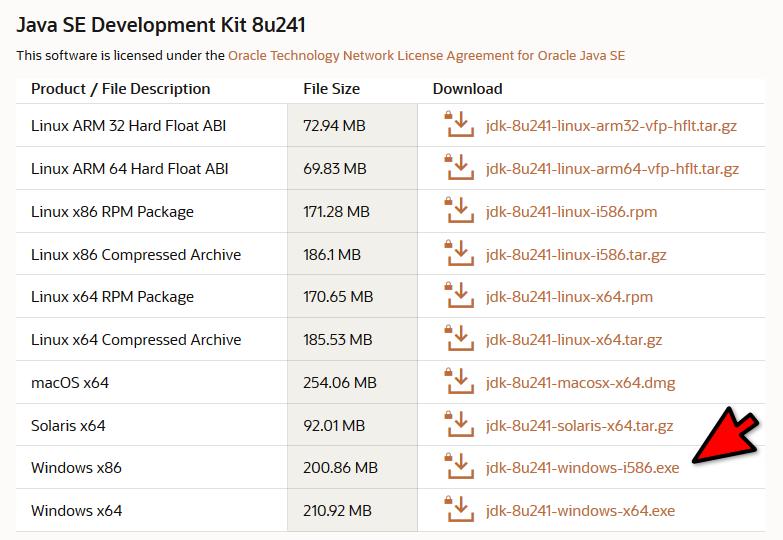 Java SE Development Kit 8u241
This software is licensed under the Oracle Technology Network License Agreement for Oracle Java SE
Product / File Description File Size Download
Linux ARM 32 Hard Float ABI 72.94 MB jdk-8u241-linux-arm32-vfp-hflt.tar.gz
Linux ARM 64 Hard Float ABI 69.83 MB jdk-8u241-linux-arm64-vfp-hflt.tar.gz
Linux x86 RPM Package 171.28 MB jdk-8u241-linux-i586.rpm
Linux x86 Compressed Archive 186.1 MB jdk-8u241-linux-i586.tar.gz
Linux x64 RPM Package 170.65 MB jdk-8u241-linux-x64.rpm
Linux x64 Compressed Archive 185.53 MB jdk-8u241-linux-x64.tar.gz
macOS x64 254.06 MB jdk-8u241-macosx-x64.dmg
Solaris x64 92.01 MB jdk-8u241-solaris-x64.tar.gz
Windows x86 200.86 MB jdk-8u241-windows-i586.exe
Windows x64 210.92 MB jdk-8u241-windows-x64.exe